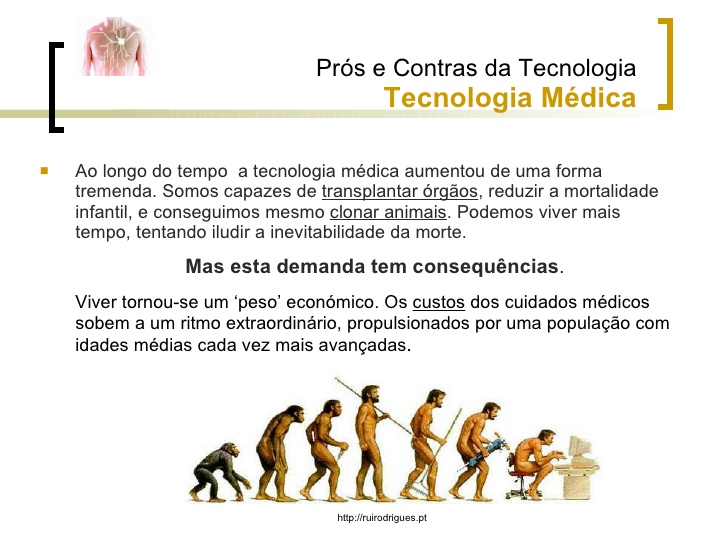 Prós e Contras da Tecnologia
Tecnologia Médica
Ao longo do tempo  a tecnologia médica aumentou de uma forma
tremenda. Somos capazes de transplantar órgãos, reduzir a mortalidade
infantil, e conseguimos mesmo clonar animais. Podemos viver mais
tempo, tentando iludir a inevitabilidade da morte.
Mas esta demanda tem consequências.
Viver tornou-se um ‘peso’ económico. Os custos dos cuidados médicos
sobem a um ritmo extraordinário, propulsionados por uma população com
idades médias cada vez mais avançadas.
http://ruirodrigues.pt